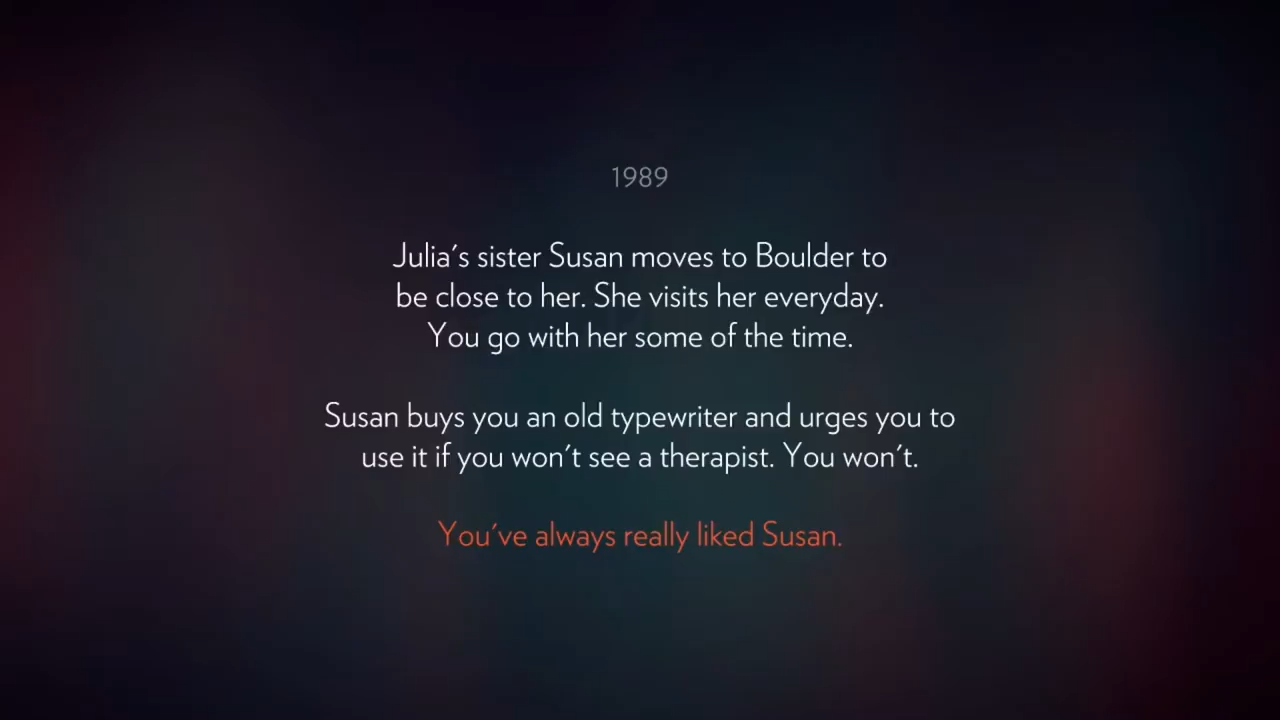 1989
Julia's sister Susan moves to Boulder to
be close to her. She visits her everyday.
You go with her some of the time.
Susan buys you an old typewriter and urges you to
use it if you won't see a therapist. You won't.
You've always really liked Susan.